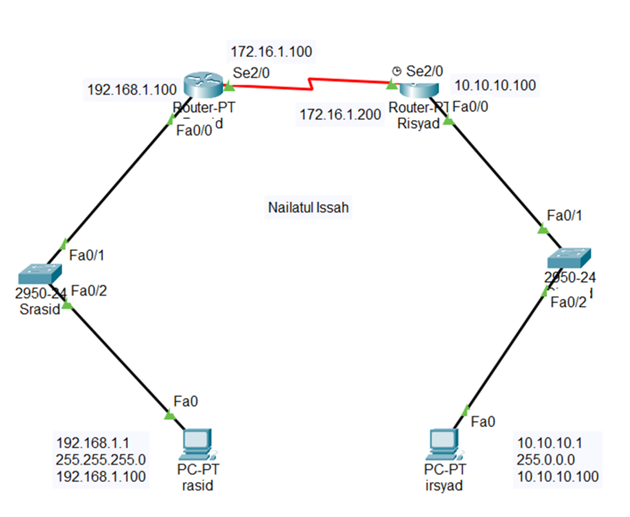 172.16.1.100
Se2/0
Se2/0
192.168.1.100
10.10.10.100
Router-PT
172.16.1.200
Router-PT
Fa0/0
Fa0/0
Risyad
Nailatul Issah
Fa0/1
Fa0/1
2950-24
Fa0/2
Srasid
2950-24
Fa0/2
Fa0
Fa0
192.168.1.1
255.255.255.0
192.168.1.100
PC-PT
rasid
PC-PT
irsyad
10.10.10.1
255.0.0.0
10.10.10.100